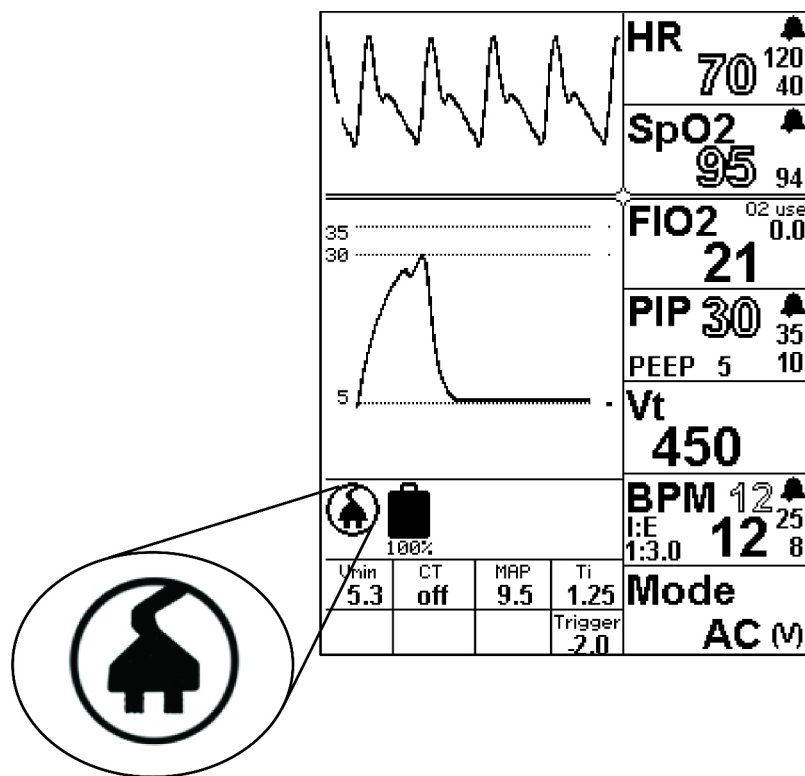 HR
70
120
40
SpO2
95
94
FIO2
O2 use
0.0
21
35
30
PIP 30
35
10
PEEP 5
5
Vt
450
BPM 12
25
8
I:E
1:3.0
12
100%
Vmin
5.3
CT
off
MAP
9.5
Ti
1.25
Trigger
-2.0
Mode
AC (V)